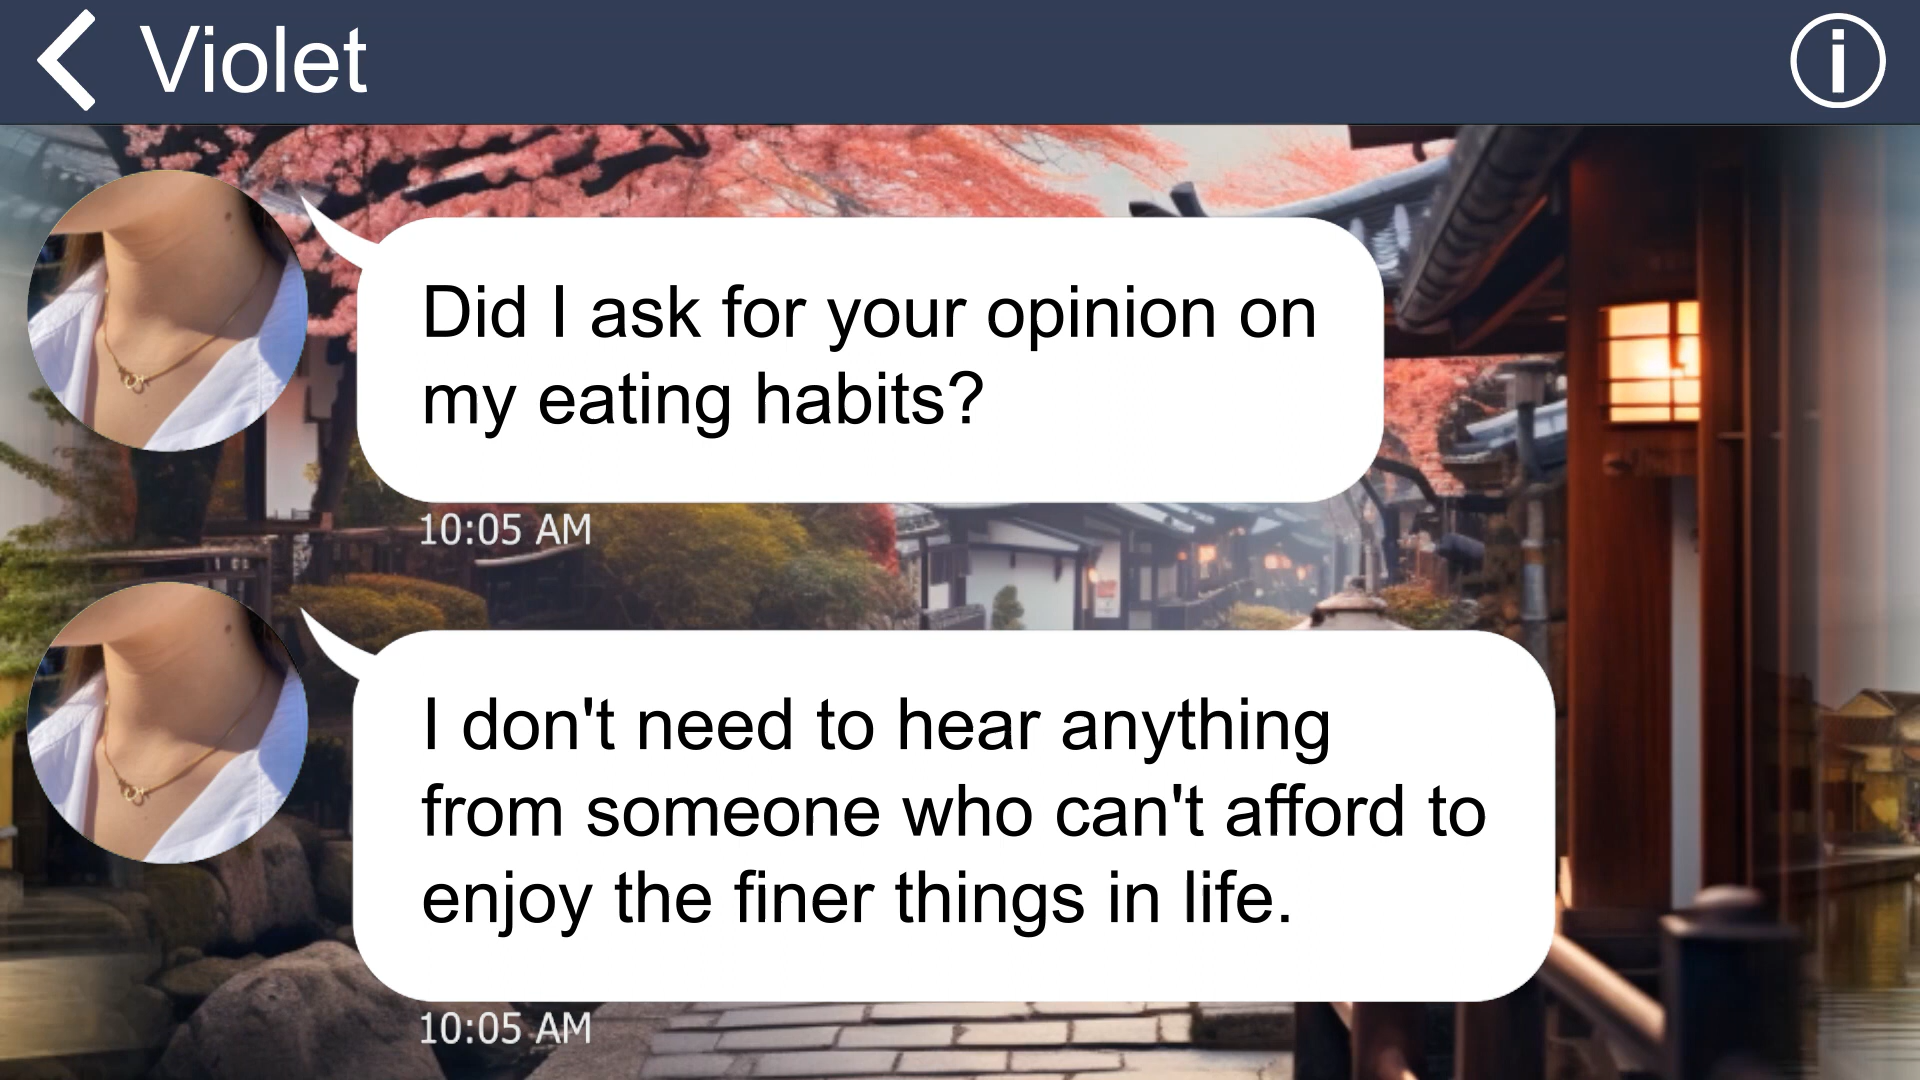 Violet
Did I ask for your opinion on
my eating habits?
10:05 AM
I don't need to hear anything
from someone who can't afford to
enjoy the finer things in life.
10:05 AM